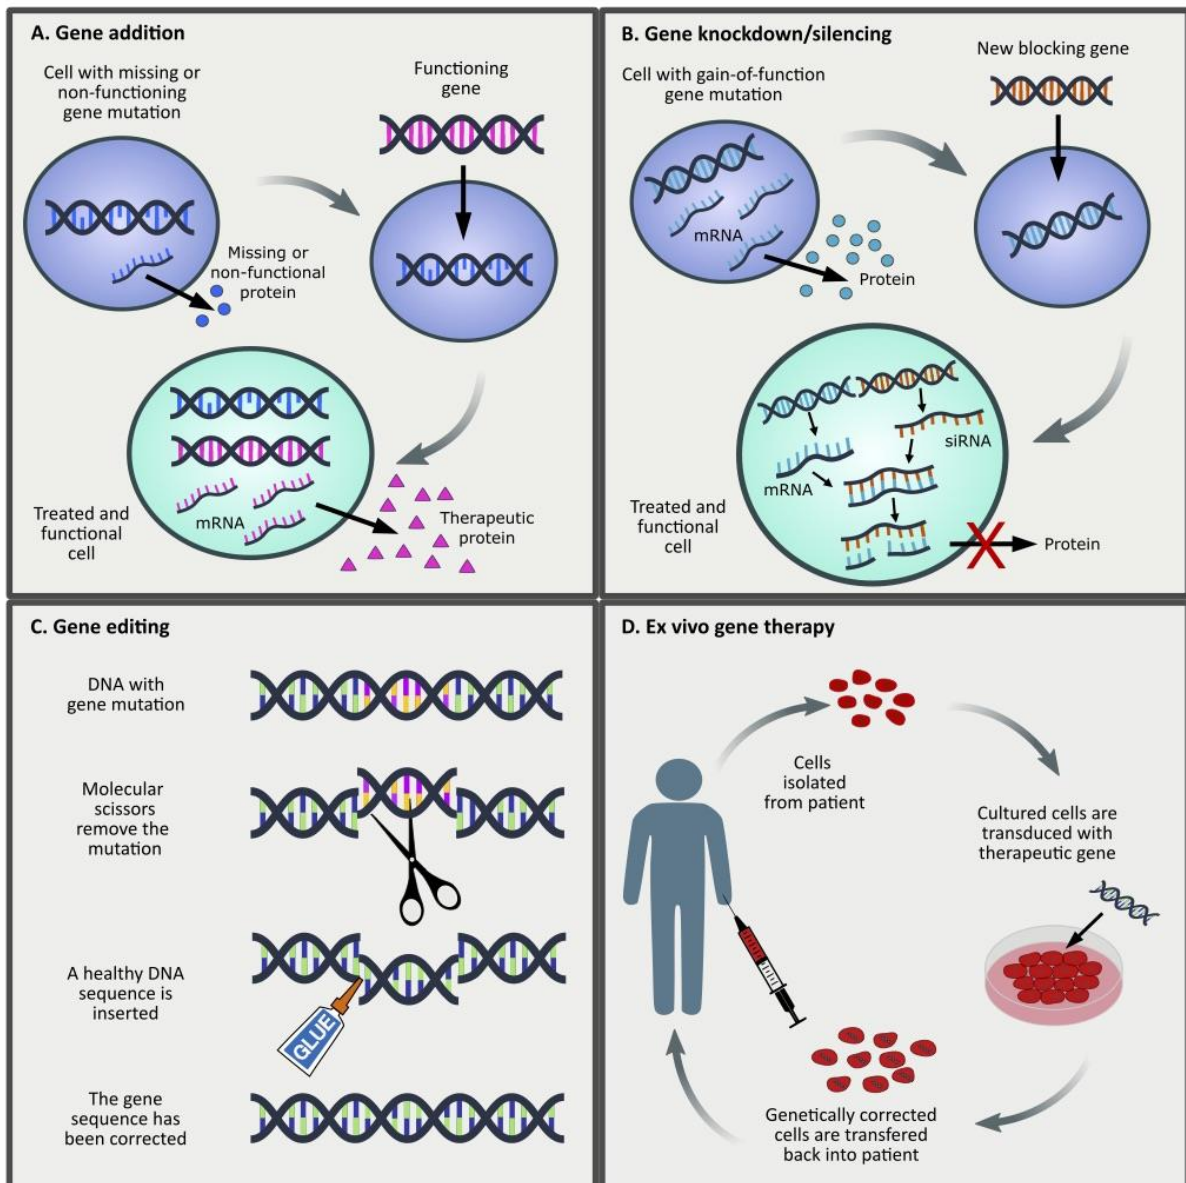 A. Gene addition
Cell with missing or
non-functioning
gene mutation
Functioning
gene
Missing or
non-functional
protein
mRNA
Treated and
functional
cell
Therapeutic
protein
B. Gene knockdown/silencing
Cell with gain-of-function
gene mutation
New blocking gene
mRNA
Protein
siRNA
mRNA
Treated and
functional
cell
Protein
C. Gene editing
DNA with
gene mutation
Molecular
scissors
remove the
mutation
A healthy DNA
sequence is
inserted
GLUE
The gene
sequence has
been corrected
D. Ex vivo gene therapy
Cells
isolated
from patient
Cultured cells are
transduced with
therapeutic gene
Genetically corrected
cells are transfered
back into patient